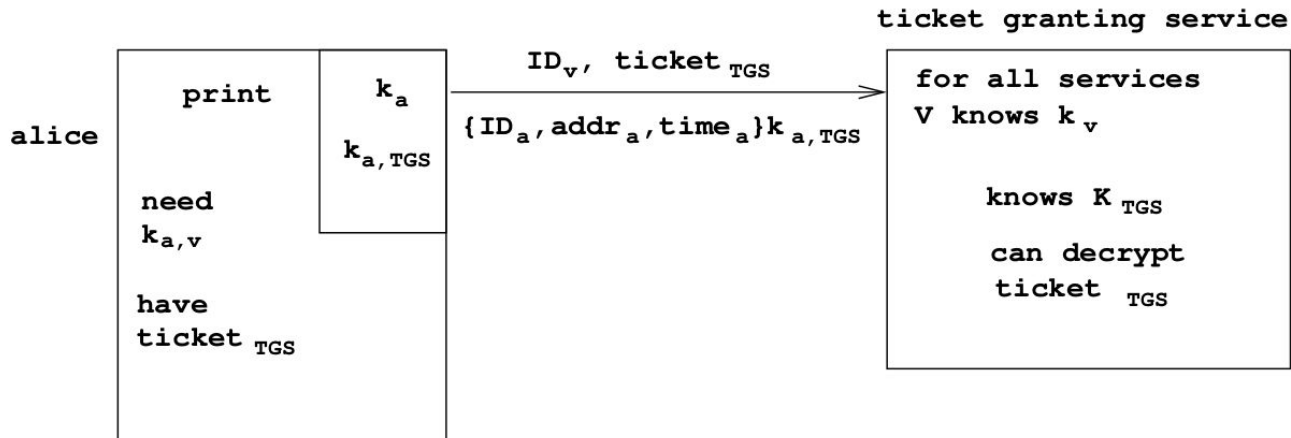 ticket granting service
alice
print
k_a
k_a,TGS
need
k_a,v
have
ticket_TGS
ID_v, ticket_TGS
{ID_a,addr_a,time_a}k_a,TGS
for all services
V knows k_v
knows K_TGS
can decrypt
ticket_TGS